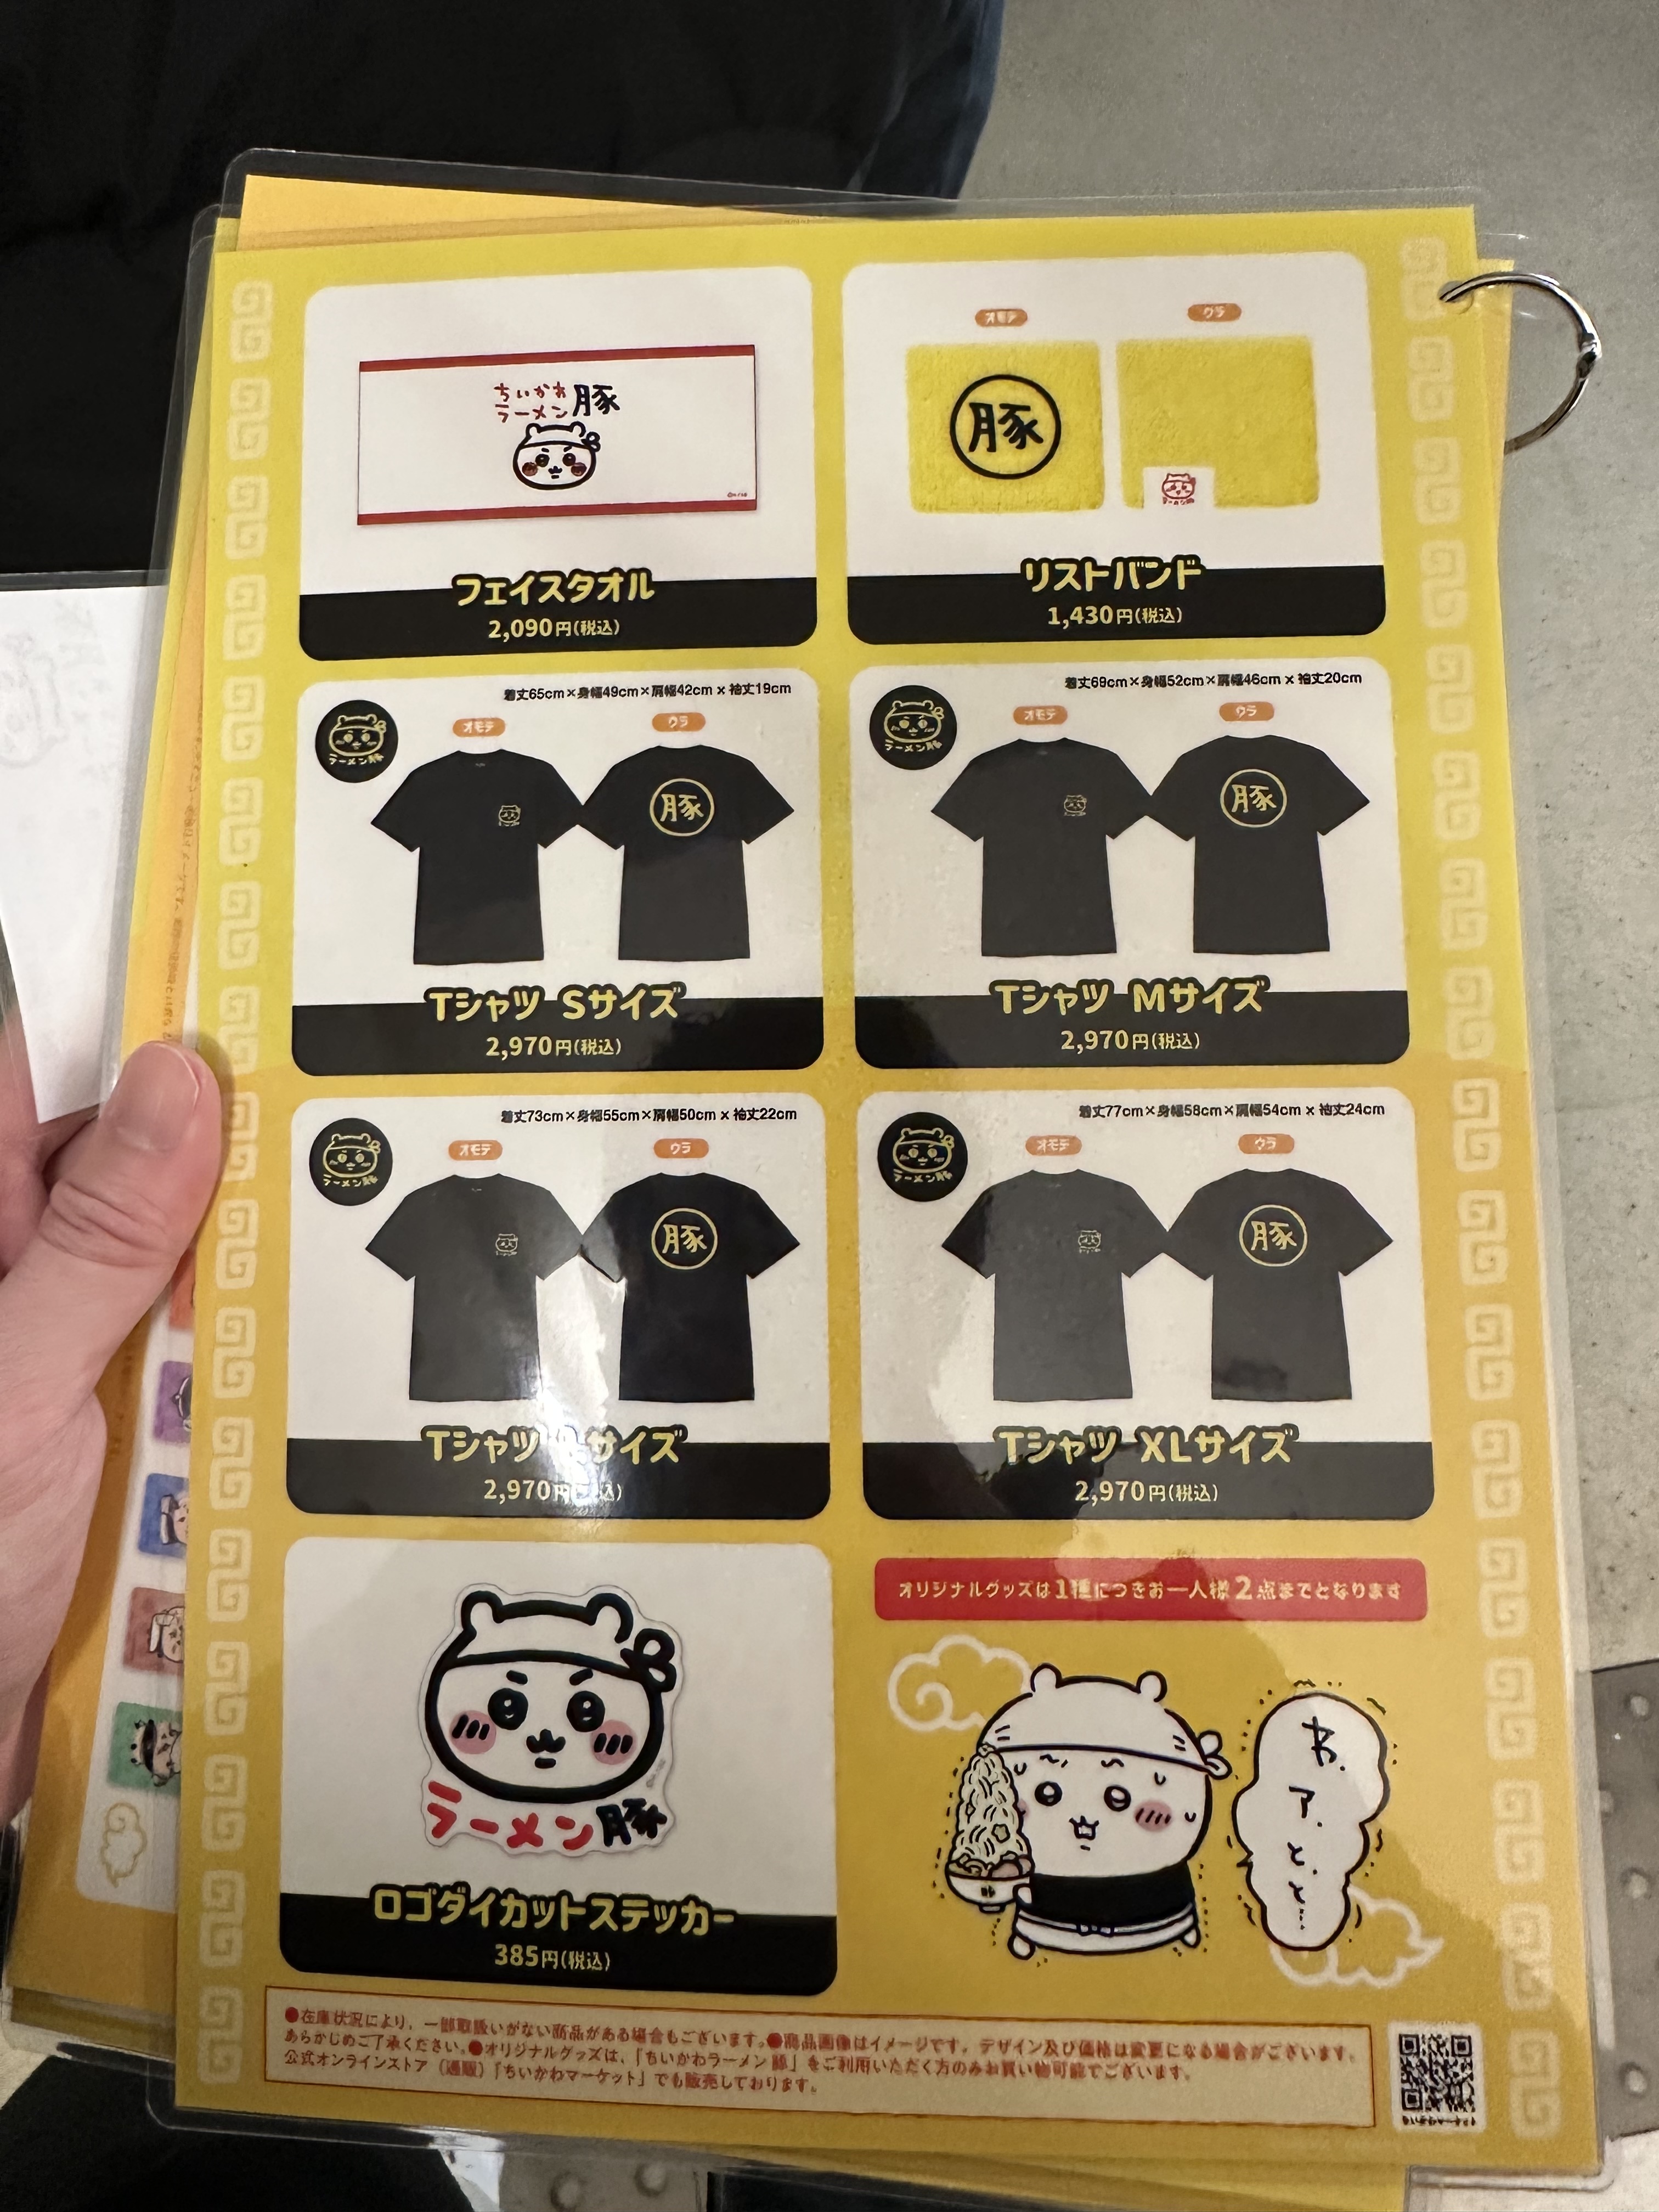 ちいかわ
ラーメン 豚
フェイスタオル
2,090円(税込)
オモテ
ウラ
豚
リストバンド
1,430円(税込)
着丈65cm×身幅49cm×肩幅42cm x 袖丈19cm
ラーメン豚
オモテ
ウラ
豚
Tシャツ Sサイズ
2,970円(税込)
着丈69cm×身幅52cm×肩幅46cm x 袖丈20cm
ラーメン豚
オモテ
ウラ
豚
Tシャツ Mサイズ
2,970円(税込)
着丈73cm×身幅55cm×肩幅50cm x 袖丈22cm
ラーメン豚
オモテ
ウラ
豚
Tシャツ Lサイズ
2,970円(税込)
着丈77cm×身幅58cm×肩幅54cm x 袖丈24cm
ラーメン豚
オモテ
ウラ
豚
Tシャツ XLサイズ
2,970円(税込)
ラーメン豚
ロゴダイカットステッカー
385円(税込)
オリジナルグッズは1種につきお一人様2点までとなります
●在庫状況により、一部取扱いがない商品がある場合もございます。●商品画像はイメージです。デザイン及び価格は変更になる場合がございます。
あらかじめご了承ください。●オリジナルグッズは、「ちいかわラーメン 豚」をご利用いただく方のみお買い物可能でございます。
公式オンラインストア（通販）「ちいかわマーケット」でも販売しております。